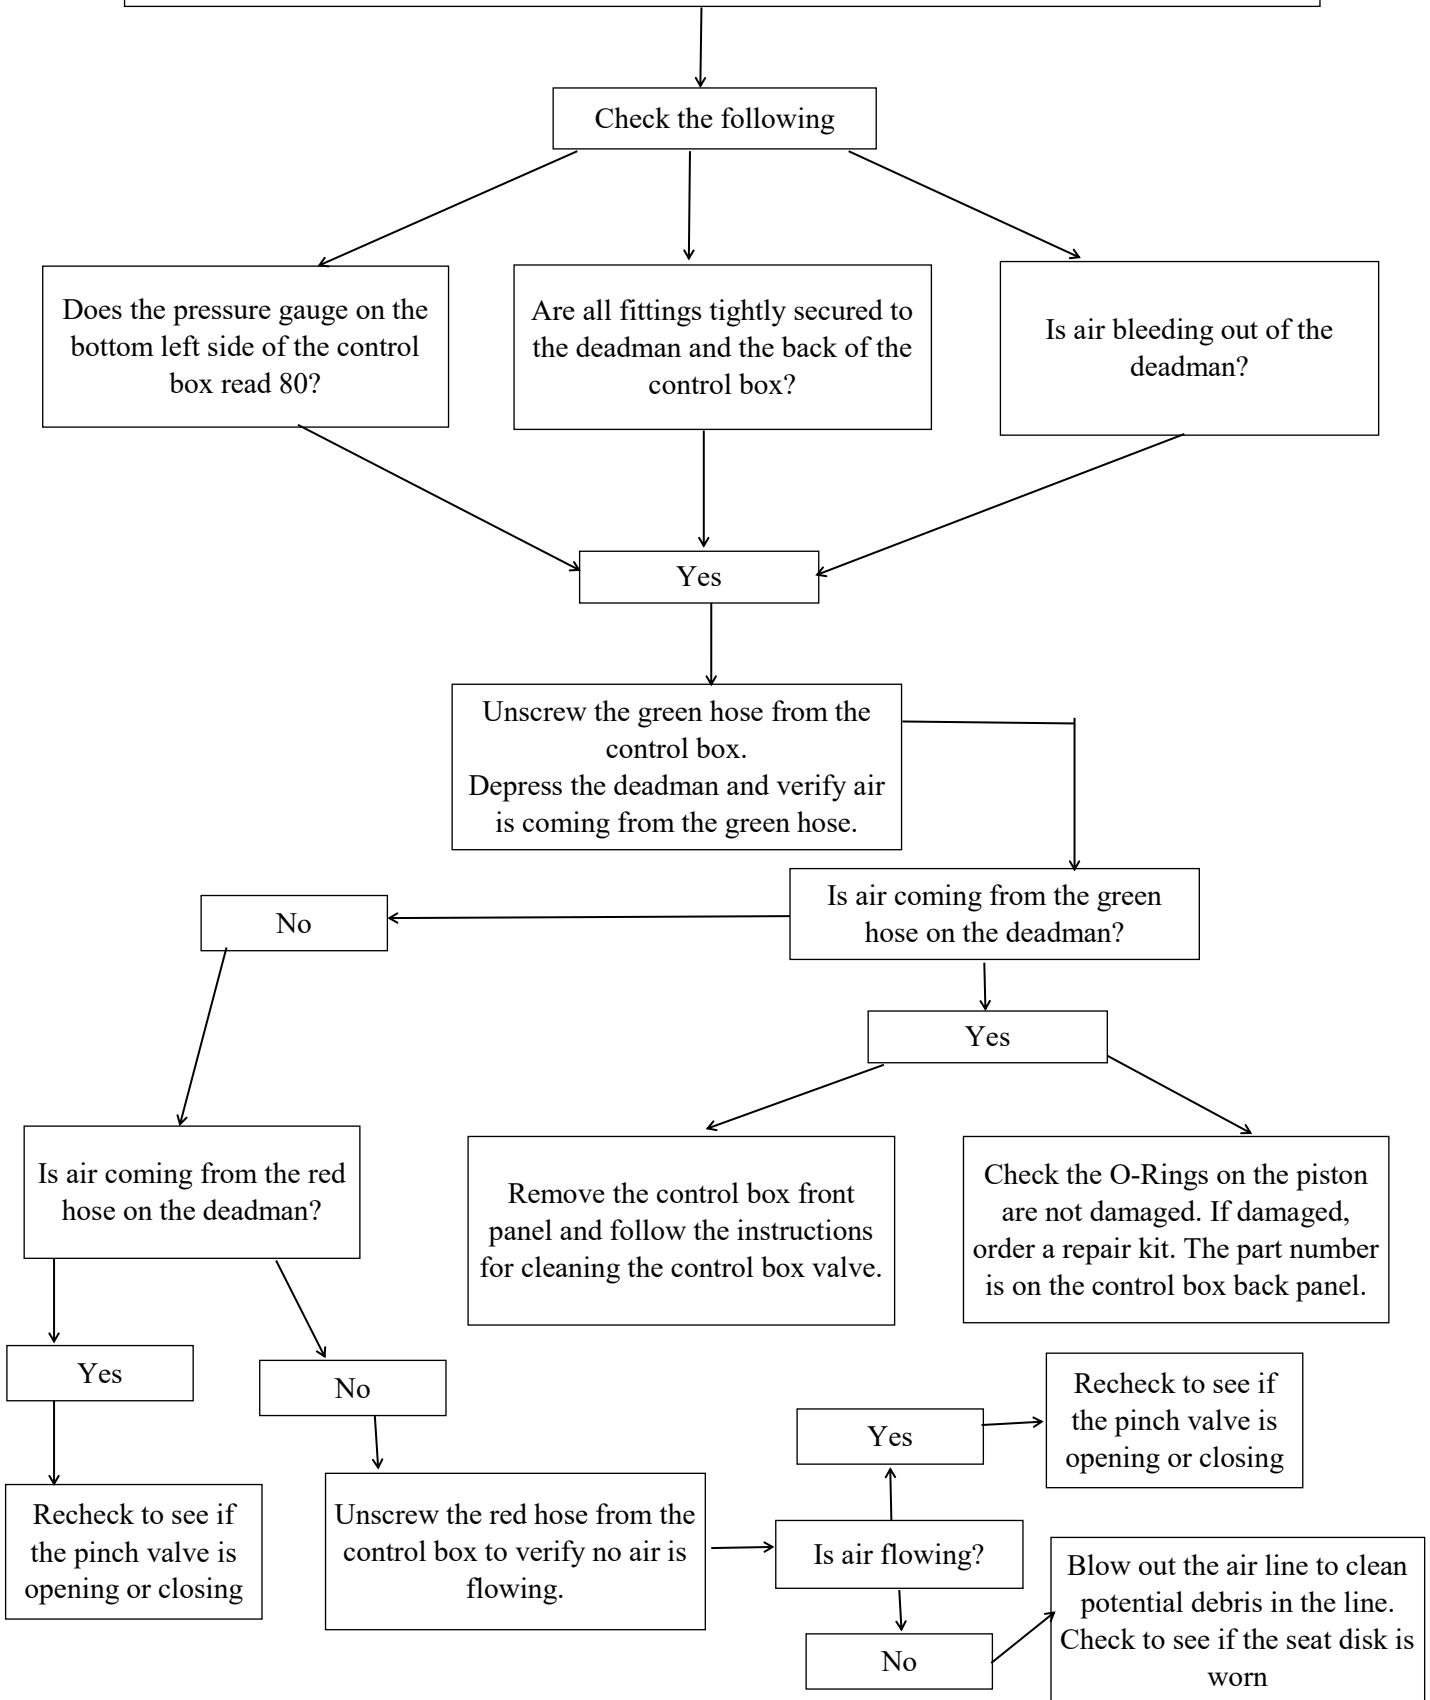 Check the following
Does the pressure gauge on the
bottom left side of the control
box read 80?
Are all fittings tightly secured to
the deadman and the back of the
control box?
Is air bleeding out of the
deadman?
Yes
Unscrew the green hose from the
control box.
Depress the deadman and verify air
is coming from the green hose.
Is air coming from the green
hose on the deadman?
No
Yes
Is air coming from the red
hose on the deadman?
Remove the control box front
panel and follow the instructions
for cleaning the control box valve.
Check the O-Rings on the piston
are not damaged. If damaged,
order a repair kit. The part number
is on the control box back panel.
Yes
No
Recheck to see if
the pinch valve is
opening or closing
Unscrew the red hose from the
control box to verify no air is
flowing.
Is air flowing?
Yes
Recheck to see if
the pinch valve is
opening or closing
No
Blow out the air line to clean
potential debris in the line.
Check to see if the seat disk is
worn